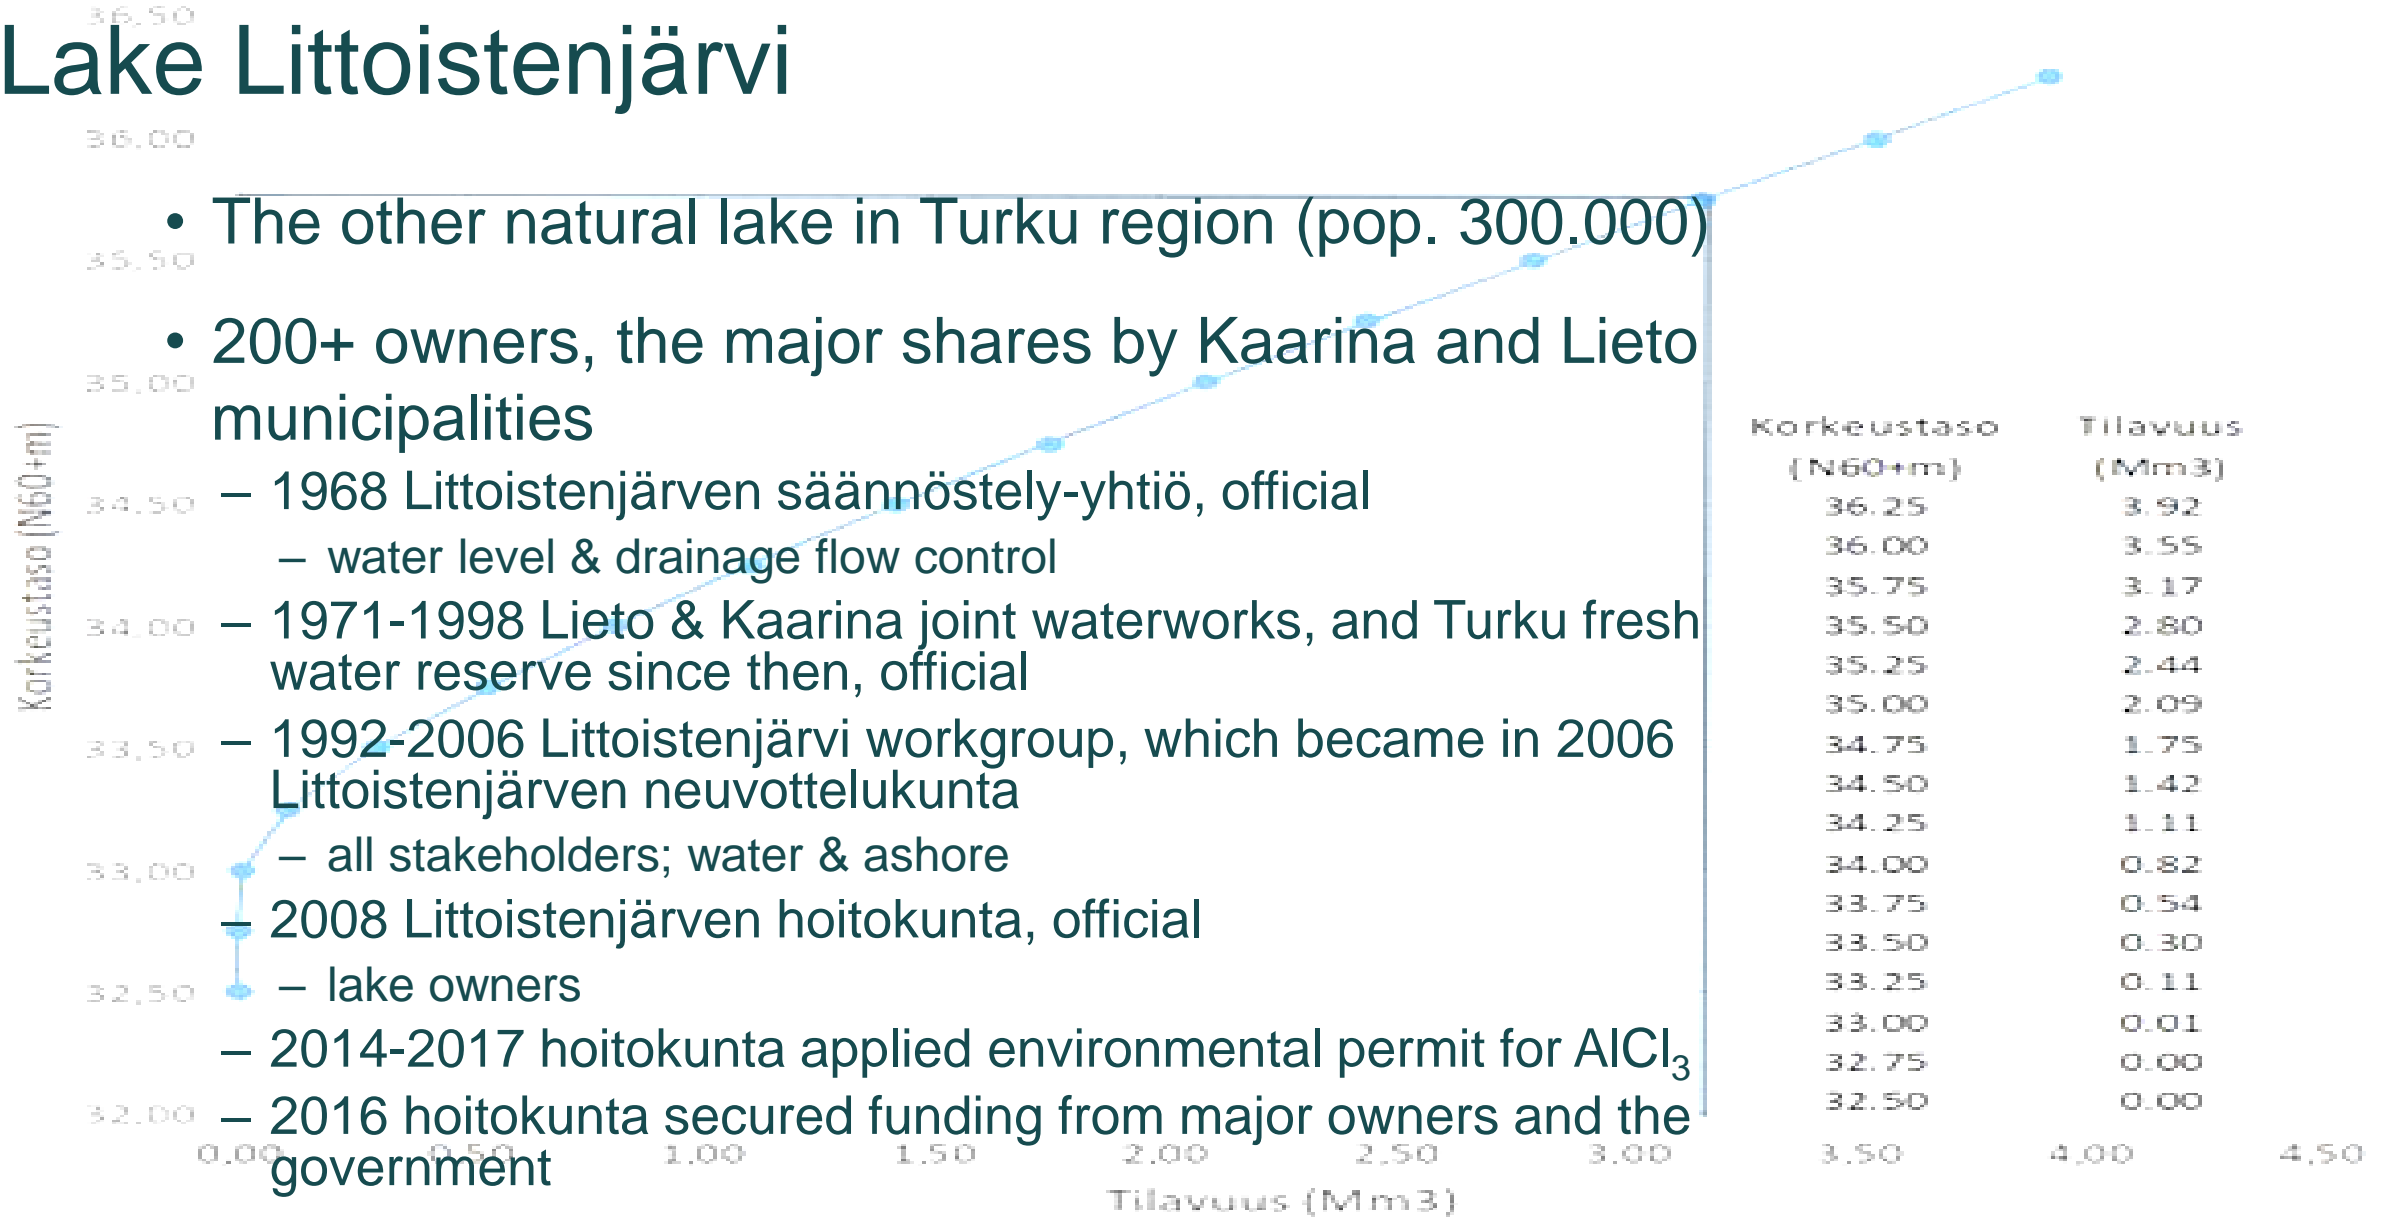 Lake Littoistenjärvi
• The other natural lake in Turku region (pop. 300.000)
• 200+ owners, the major shares by Kaarina and Lieto
municipalities
– 1968 Littoistenjärven säännöstely-yhtiö, official
– water level & drainage flow control
– 1971-1998 Lieto & Kaarina joint waterworks, and Turku fresh
water reserve since then, official
– 1992-2006 Littoistenjärvi workgroup, which became in 2006
Littoistenjärven neuvottelukunta
– all stakeholders; water & ashore
– 2008 Littoistenjärven hoitokunta, official
– lake owners
– 2014-2017 hoitokunta applied environmental permit for AlCl₃
– 2016 hoitokunta secured funding from major owners and the
government
Korkeustaso (N60+m)
36,50
36,00
35,50
35,00
34,50
34,00
33,50
33,00
32,50
32,00
0,00 0,50 1,00 1,50 2,00 2,50 3,00 3,50 4,00 4,50
Tilavuus (Mm3)
Korkeustaso Tilavuus
(N60+m) (Mm3)
36.25 3.92
36.00 3.55
35.75 3.17
35.50 2.80
35.25 2.44
35.00 2.09
34.75 1.75
34.50 1.42
34.25 1.11
34.00 0.82
33.75 0.54
33.50 0.30
33.25 0.11
33.00 0.01
32.75 0.00
32.50 0.00